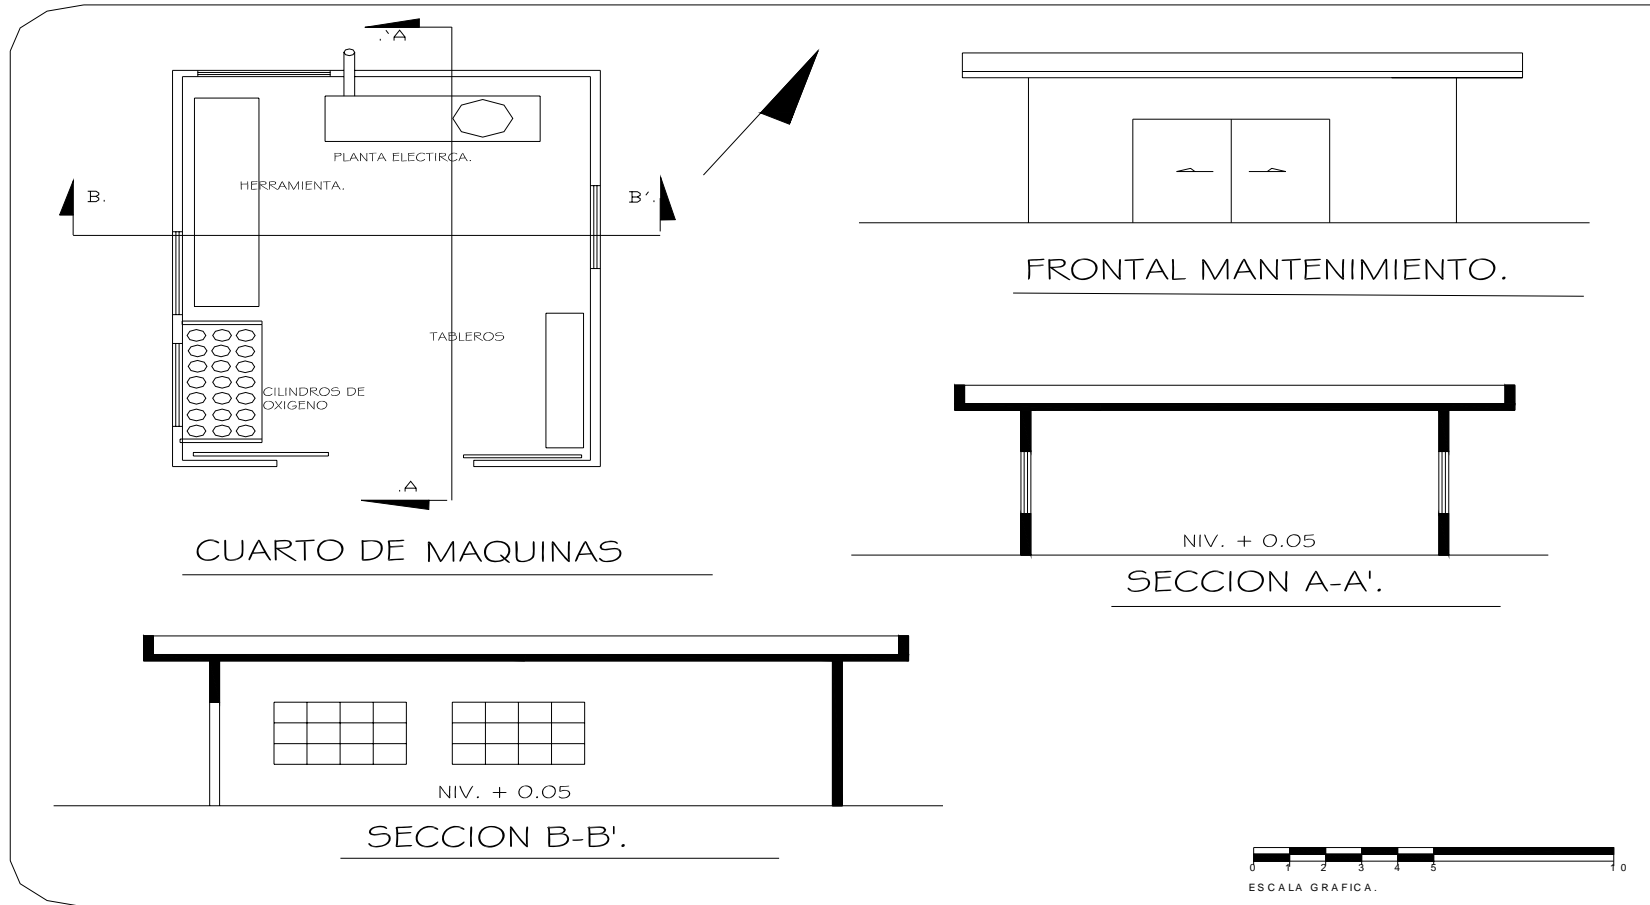 .'A
PLANTA ELECTIRCA.
HERRAMIENTA.
B.
B'.
TABLEROS
CILINDROS DE
OXIGENO
.A
CUARTO DE MAQUINAS
FRONTAL MANTENIMIENTO.
NIV. + 0.05
SECCION A-A'.
NIV. + 0.05
SECCION B-B'.
0 1 2 3 4 5 10
ESCALA GRAFICA.